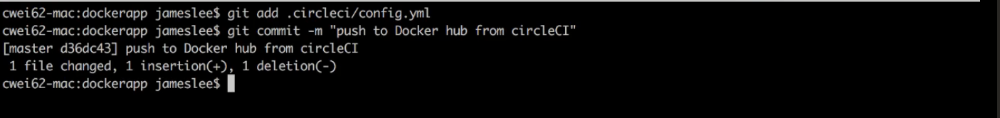 cwei62-mac:dockerapp jameslee$ git add .circleci/config.yml
cwei62-mac:dockerapp jameslee$ git commit -m "push to Docker hub from circleCI"
[master d36dc43] push to Docker hub from circleCI
 1 file changed, 1 insertion(+), 1 deletion(-)
cwei62-mac:dockerapp jameslee$